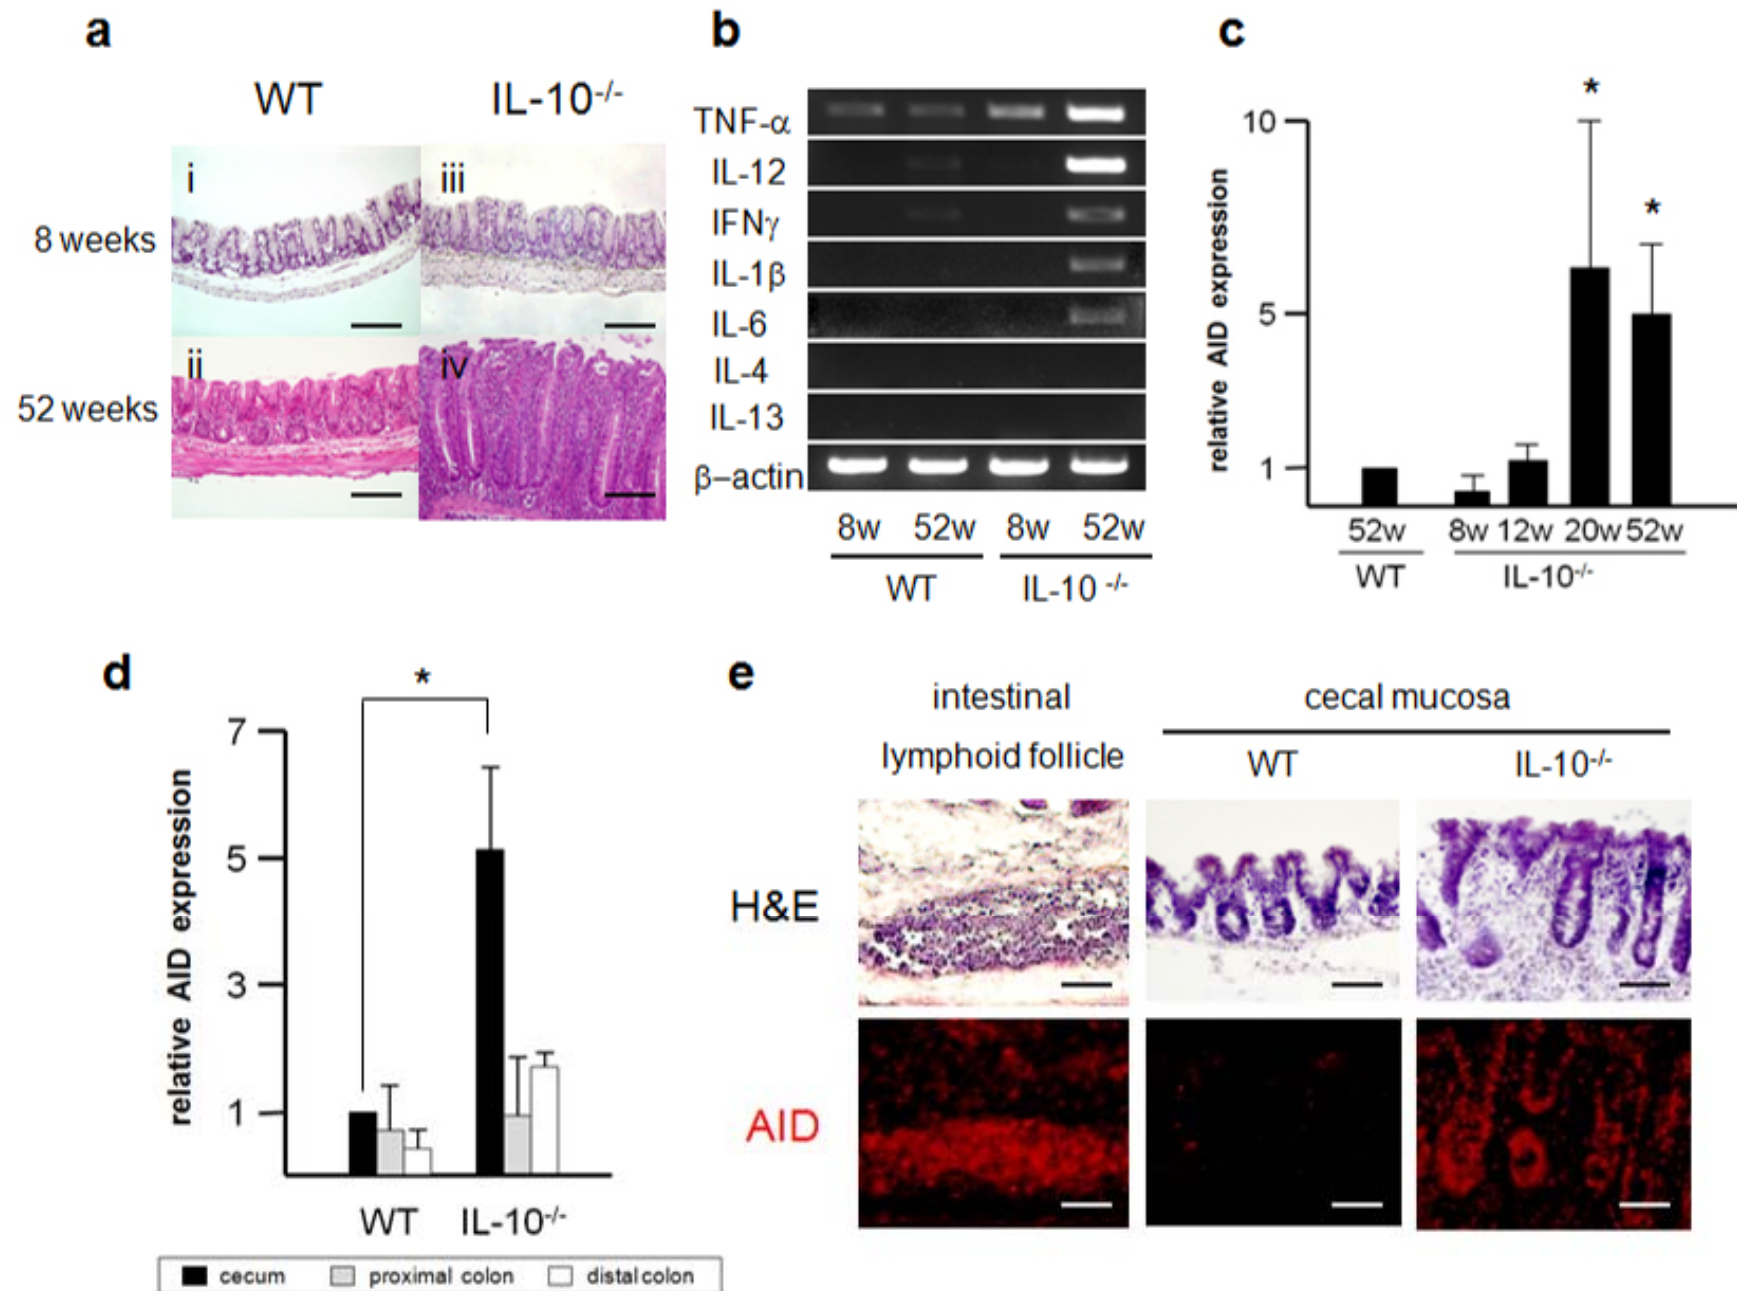 a
WT IL-10-/-
8 weeks
52 weeks
i
iii
ii
iv
b
TNF-α
IL-12
IFNγ
IL-1β
IL-6
IL-4
IL-13
β–actin
8w 52w 8w 52w
WT IL-10 -/-
c
relative AID expression
10
5
1
*
*
52w 8w 12w 20w 52w
WT IL-10-/-
d
*
relative AID expression
7
5
3
1
WT IL-10-/-
cecum proximal colon distal colon
e
intestinal
lymphoid follicle
cecal mucosa
WT IL-10-/-
H&E
AID